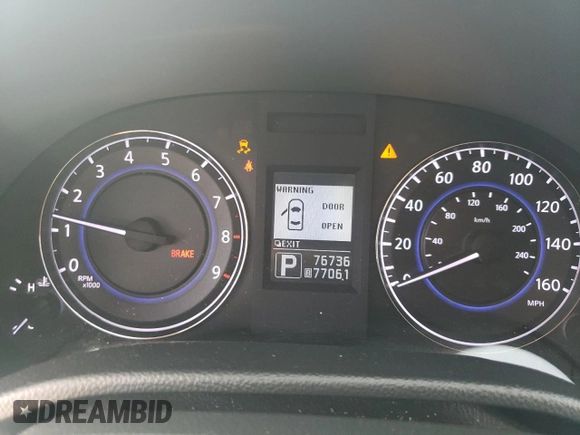 0
1
2
3
4
5
6
7
8
9
RPM
x1000
BRAKE
H
WARNING
DOOR
OPEN
EXIT
P
76736
B 7706.1
0
20
40
60
80
100
120
140
160
MPH
40
80
120
160
200
240
km/h
DREAMBID